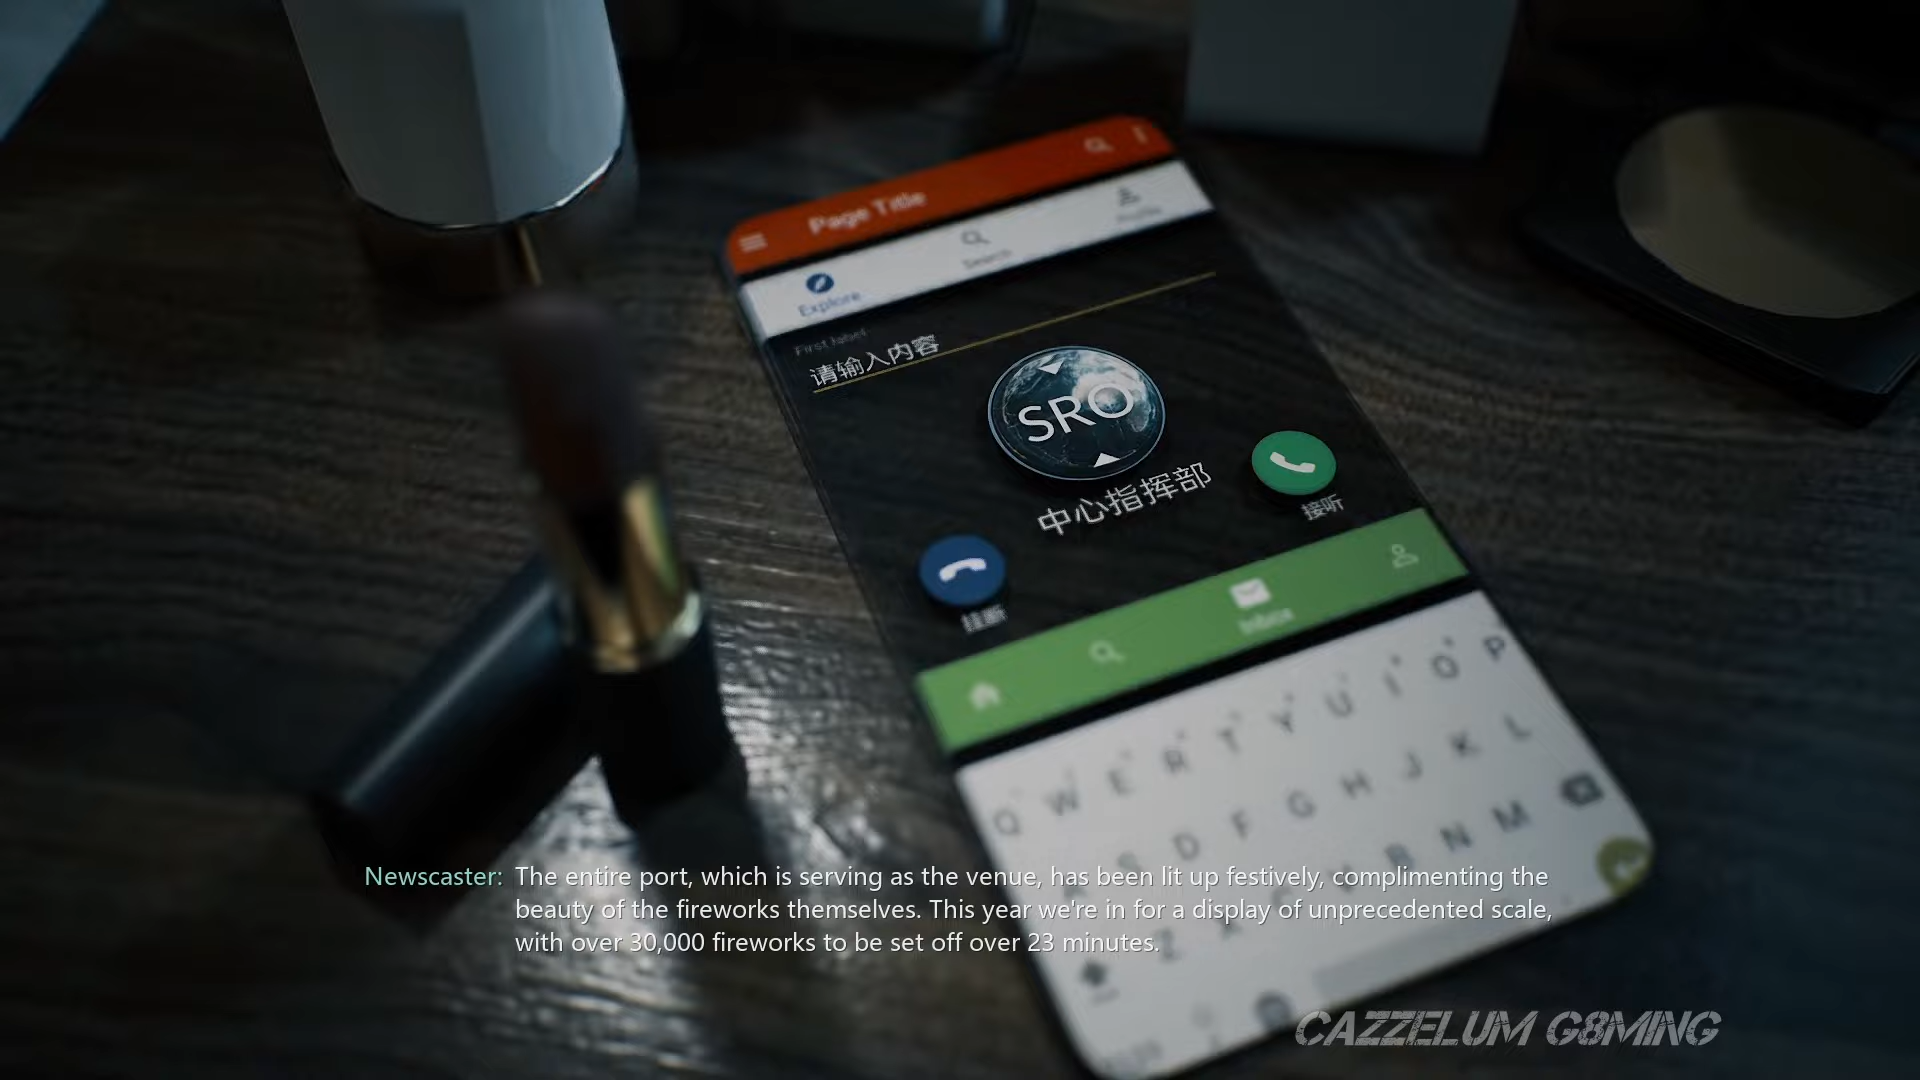 Page Title
Explore
Search
Profile
First label
请输入内容
SRO
中心指挥部
接听
挂断
Inbox
Q W E R T Y U I O P
S D F G H J K L
Z X C V B N M
Newscaster: The entire port, which is serving as the venue, has been lit up festively, complimenting the
beauty of the fireworks themselves. This year we're in for a display of unprecedented scale,
with over 30,000 fireworks to be set off over 23 minutes.
CAZZELUM G8MING